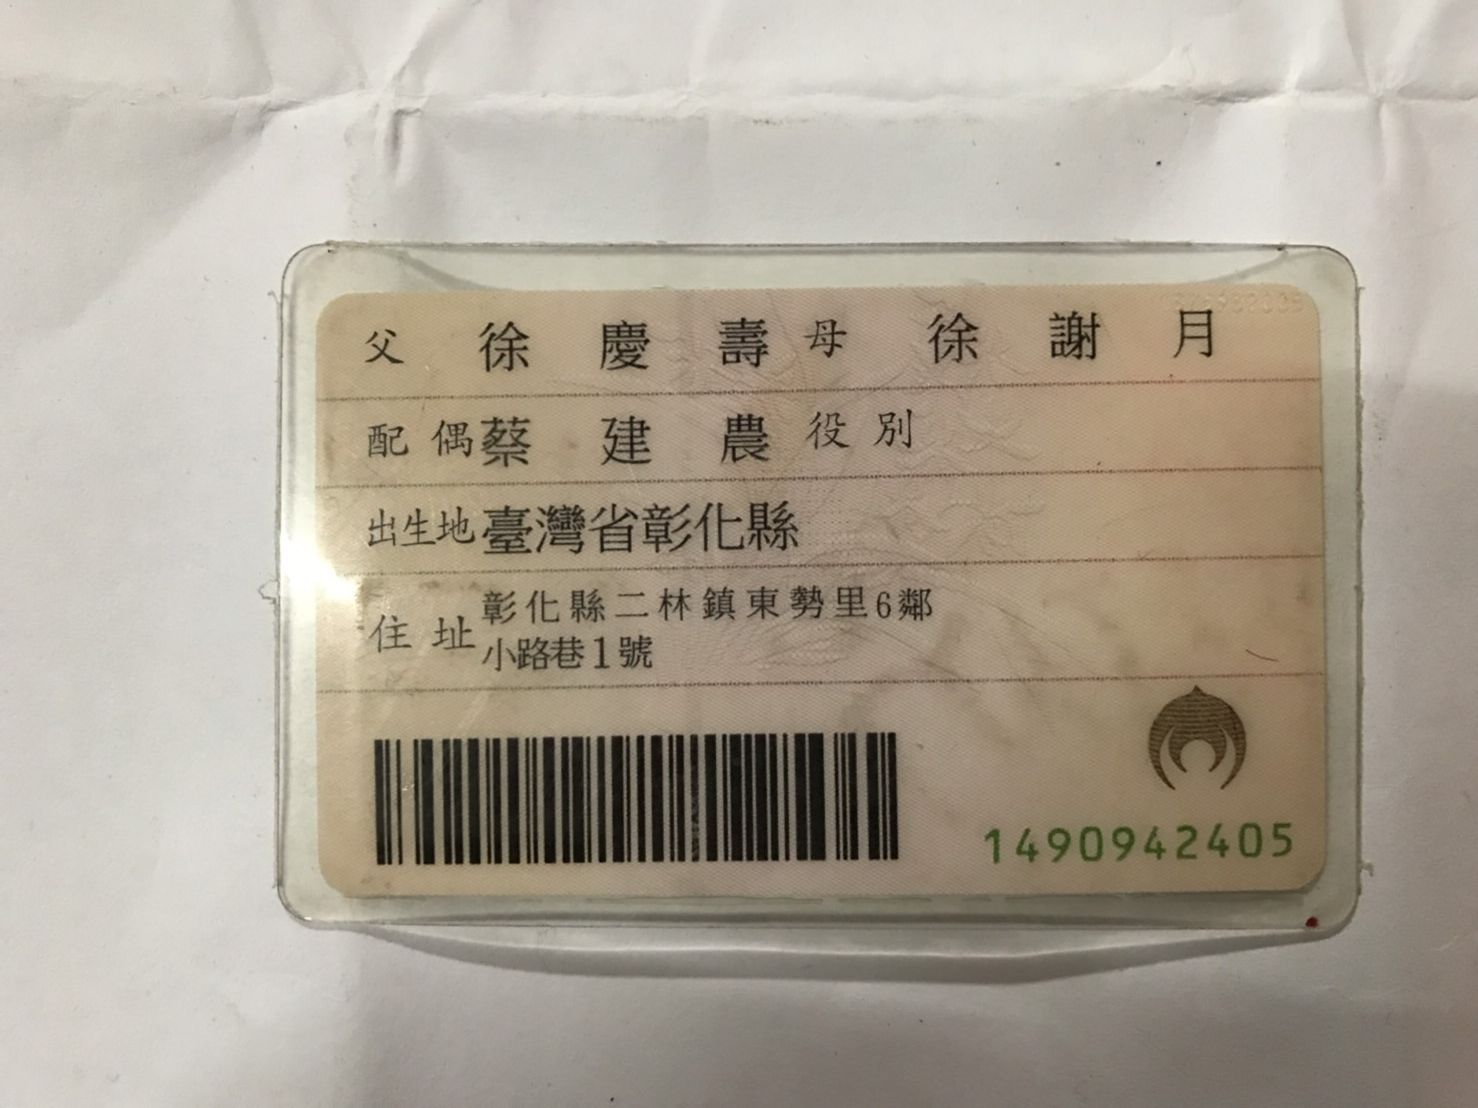 父 徐慶壽 母 徐謝月
配偶 蔡建農 役別
出生地 臺灣省彰化縣
住址 彰化縣二林鎮東勢里6鄰
小路巷1號
1490942405